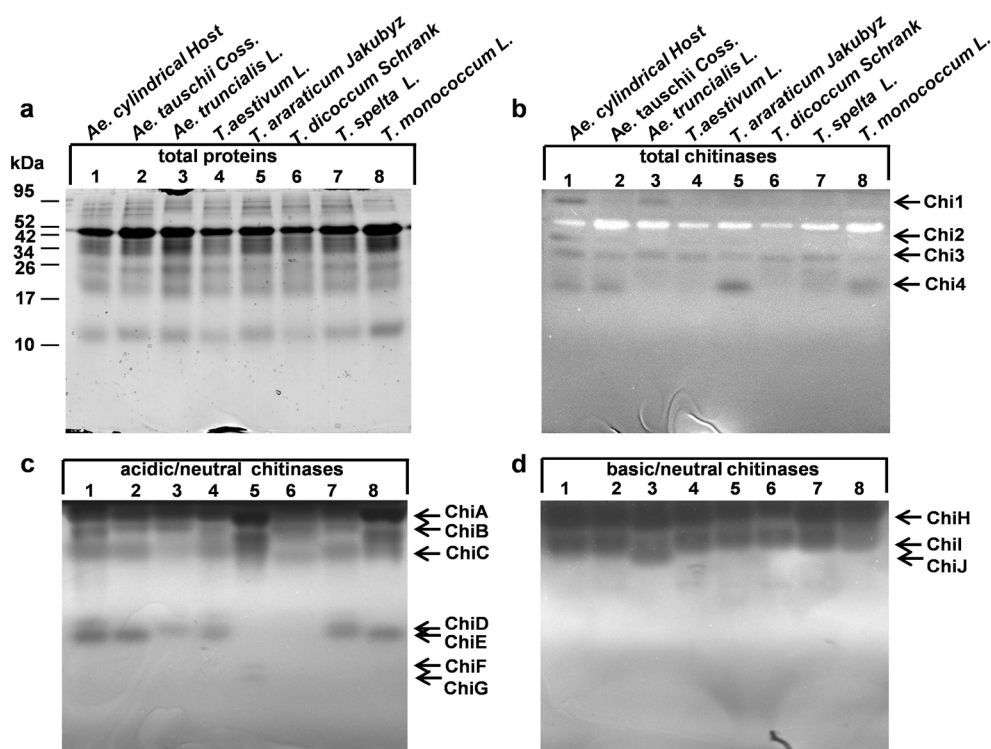 a
Ae. cylindrical Host
Ae. tauschii Coss.
Ae. truncialis L.
T.aestivum L.
T. araraticum Jakubyz
T. dicoccum Schrank
T. spelta L.
T. monococcum L.
kDa
total proteins
1 2 3 4 5 6 7 8
95
52
42
34
26
17
10
b
Ae. cylindrical Host
Ae. tauschii Coss.
Ae. truncialis L.
T.aestivum L.
T. araraticum Jakubyz
T. dicoccum Schrank
T. spelta L.
T. monococcum L.
total chitinases
1 2 3 4 5 6 7 8
Chi1
Chi2
Chi3
Chi4
c
acidic/neutral chitinases
1 2 3 4 5 6 7 8
ChiA
ChiB
ChiC
ChiD
ChiE
ChiF
ChiG
d
basic/neutral chitinases
1 2 3 4 5 6 7 8
ChiH
ChiI
ChiJ